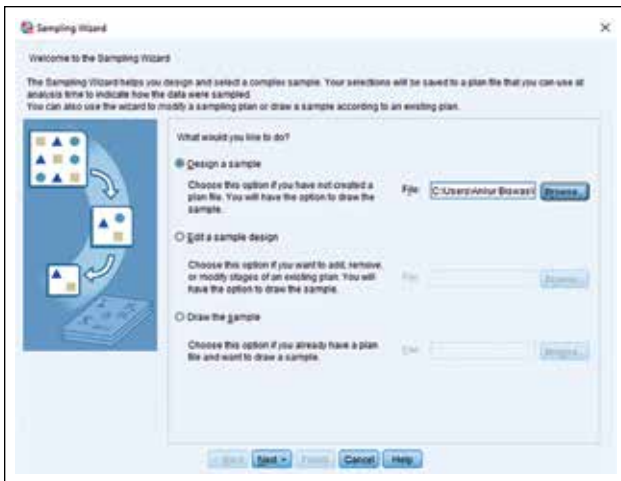 Sampling Wizard
Welcome to the Sampling Wizard
The Sampling Wizard helps you design and select a complex sample. Your selections will be saved to a plan file that you can use at
analysis time to indicate how the data were sampled.
You can also use the wizard to modify a sampling plan or draw a sample according to an existing plan.
What would you like to do?
Design a sample
Choose this option if you have not created a
plan file. You will have the option to draw the
sample.
File: C:\Users\Ankur Biswas\ Browse...
Edit a sample design
Choose this option if you want to add, remove
or modify stages of an existing plan. You will
have the option to draw the sample.
File: Browse...
Draw the sample
Choose this option if you already have a plan
file and want to draw a sample.
File: Browse...
< Back Next > Finish Cancel Help